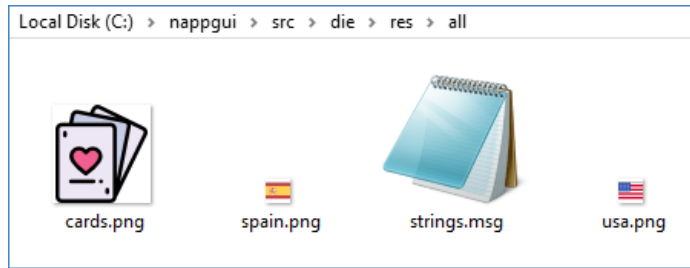 Local Disk (C:) > nappgui > src > die > res > all
cards.png spain.png strings.msg usa.png